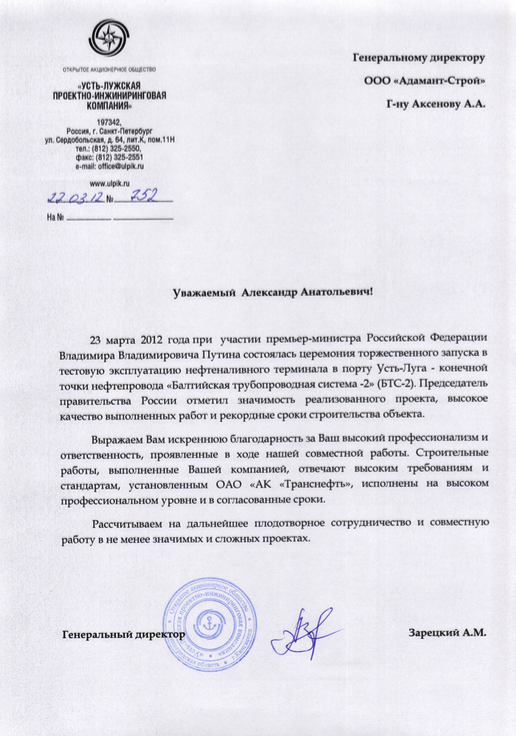 ОТКРЫТОЕ АКЦИОНЕРНОЕ ОБЩЕСТВО
«УСТЬ-ЛУЖСКАЯ
ПРОЕКТНО-ИНЖИНИРИНГОВАЯ
КОМПАНИЯ»
197342,
Россия, г. Санкт-Петербург
ул. Сердобольская, д. 64, лит.К, пом.11Н
тел.: (812) 325-2550,
факс: (812) 325-2551
e-mail: office@ulpik.ru
www.ulpik.ru
22.03.12 № 752
На №
Генеральному директору
ООО «Адамант-Строй»
Г-ну Аксенову А.А.
Уважаемый Александр Анатольевич!
23 марта 2012 года при участии премьер-министра Российской Федерации
Владимира Владимировича Путина состоялась церемония торжественного запуска в
тестовую эксплуатацию нефтеналивного терминала в порту Усть-Луга - конечной
точки нефтепровода «Балтийская трубопроводная система -2» (БТС-2). Председатель
правительства России отметил значимость реализованного проекта, высокое
качество выполненных работ и рекордные сроки строительства объекта.
Выражаем Вам искреннюю благодарность за Ваш высокий профессионализм и
ответственность, проявленные в ходе нашей совместной работы. Строительные
работы, выполненные Вашей компанией, отвечают высоким требованиям и
стандартам, установленным ОАО «АК «Транснефть», исполнены на высоком
профессиональном уровне и в согласованные сроки.
Рассчитываем на дальнейшее плодотворное сотрудничество и совместную
работу в не менее значимых и сложных проектах.
Генеральный директор
Зарецкий А.М.